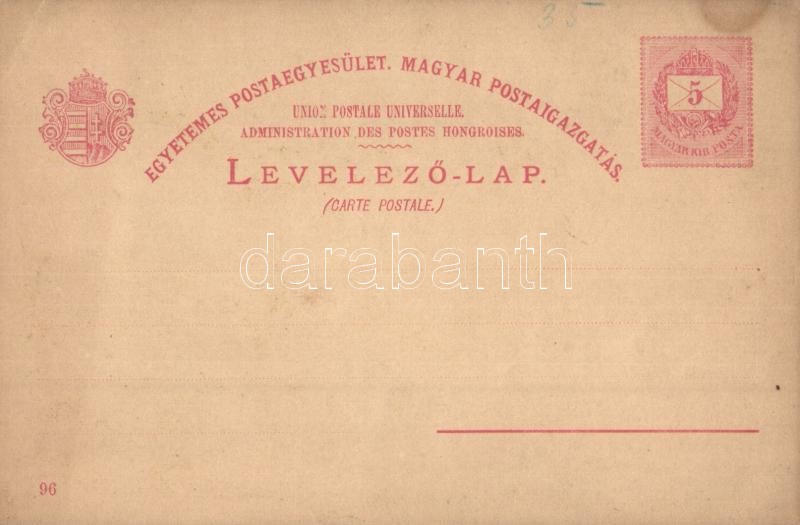 35
EGYETEMES POSTAEGYESÜLET. MAGYAR POSTAIGAZGATÁS.
5
MAGYAR KIR. POSTA
UNION POSTALE UNIVERSELLE.
ADMINISTRATION DES POSTES HONGROISES.
LEVELEZŐ-LAP.
(CARTE POSTALE.)
darabanth
96